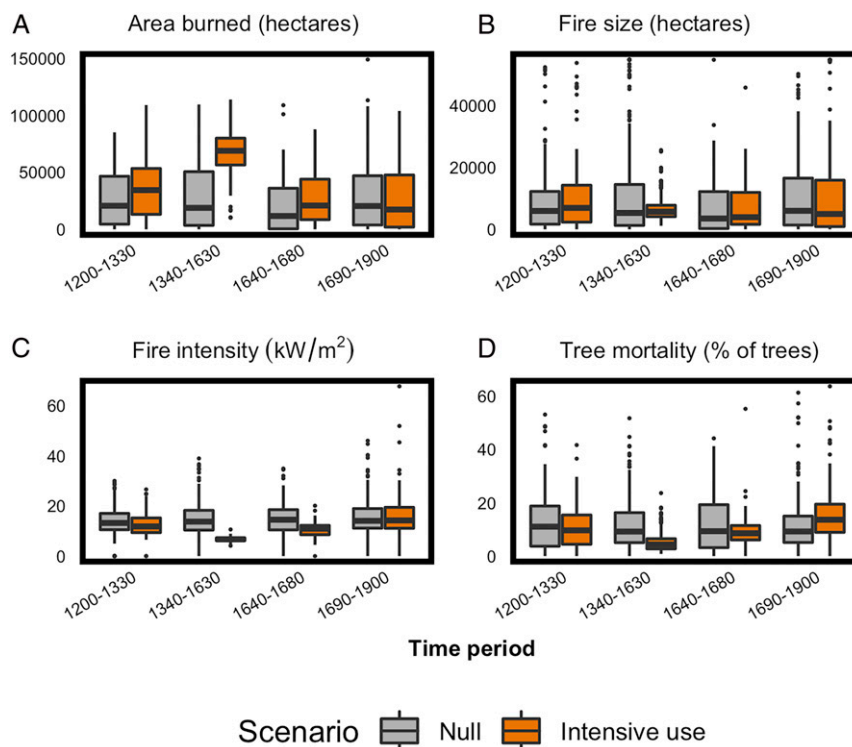 A Area burned (hectares)
150000
100000
50000
0
1200-1330 1340-1630 1640-1680 1690-1900
B Fire size (hectares)
40000
20000
0
1200-1330 1340-1630 1640-1680 1690-1900
C Fire intensity (kW/m²)
60
40
20
0
1200-1330 1340-1630 1640-1680 1690-1900
D Tree mortality (% of trees)
60
40
20
0
1200-1330 1340-1630 1640-1680 1690-1900
Time period
Scenario Null Intensive use